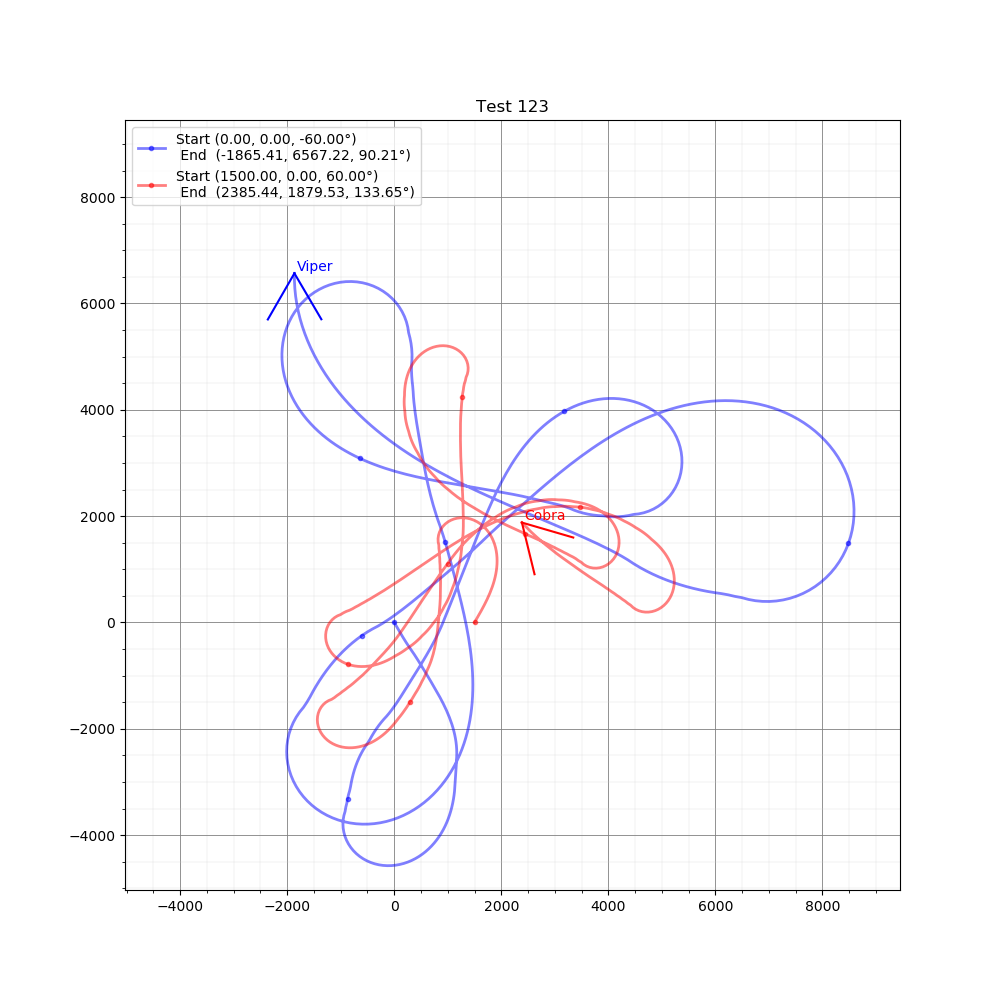 Test 123
Start (0.00, 0.00, -60.00°)
End (-1865.41, 6567.22, 90.21°)
Start (1500.00, 0.00, 60.00°)
End (2385.44, 1879.53, 133.65°)
8000
Viper
6000
4000
2000
Cobra
0
−2000
−4000
−4000 −2000 0 2000 4000 6000 8000